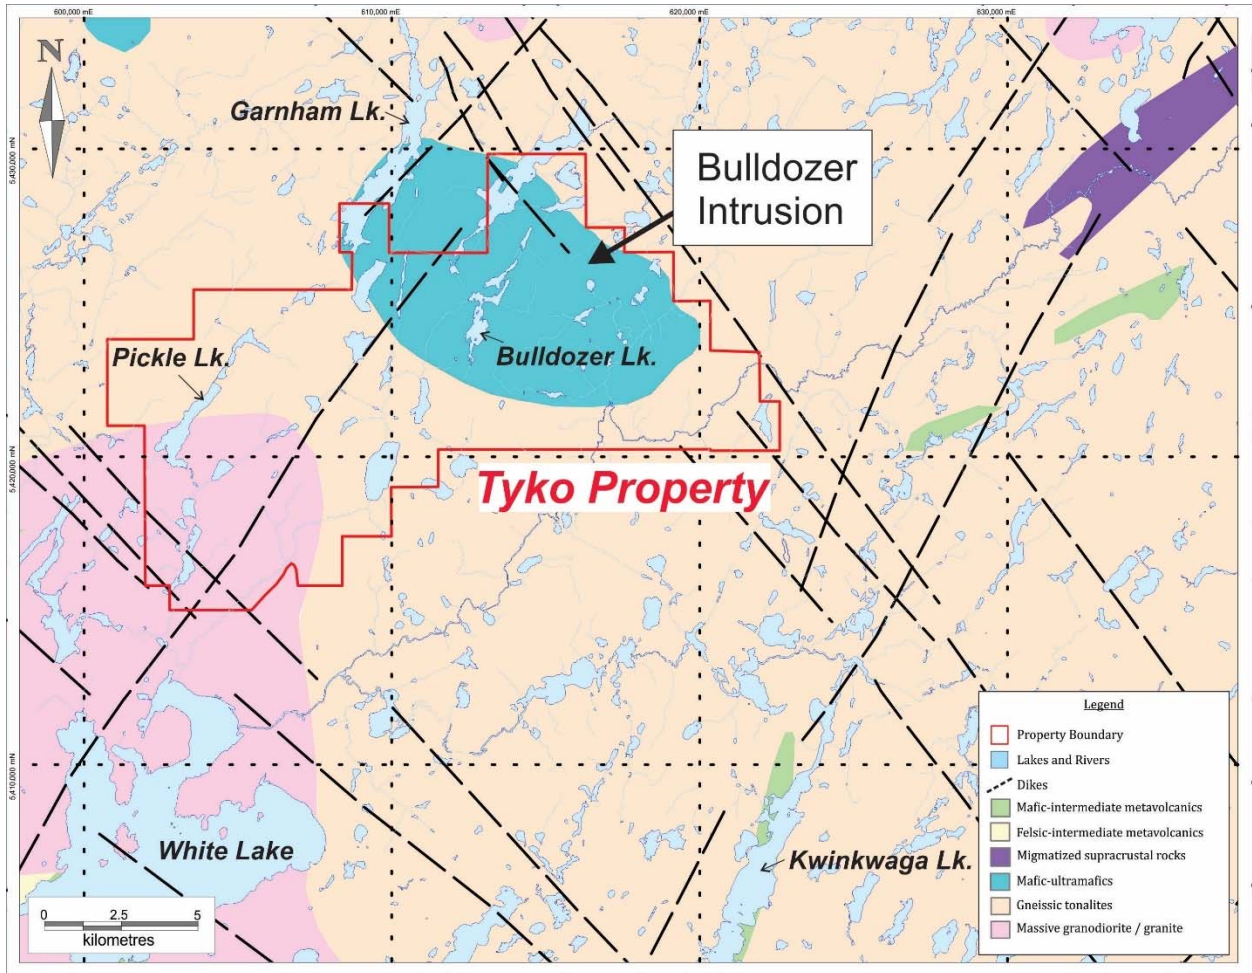 600,000 mE
610,000 mE
620,000 mE
630,000 mE
N
Garnham Lk.
5,430,000 mN
Bulldozer
Intrusion
Pickle Lk.
Bulldozer Lk.
5,420,000 mN
Tyko Property
5,410,000 mN
White Lake
Kwinkwaga Lk.
0 2.5 5
kilometres
Legend
Property Boundary
Lakes and Rivers
Dikes
Mafic-intermediate metavolcanics
Felsic-intermediate metavolcanics
Migmatized supracrustal rocks
Mafic-ultramafics
Gneissic tonalites
Massive granodiorite / granite